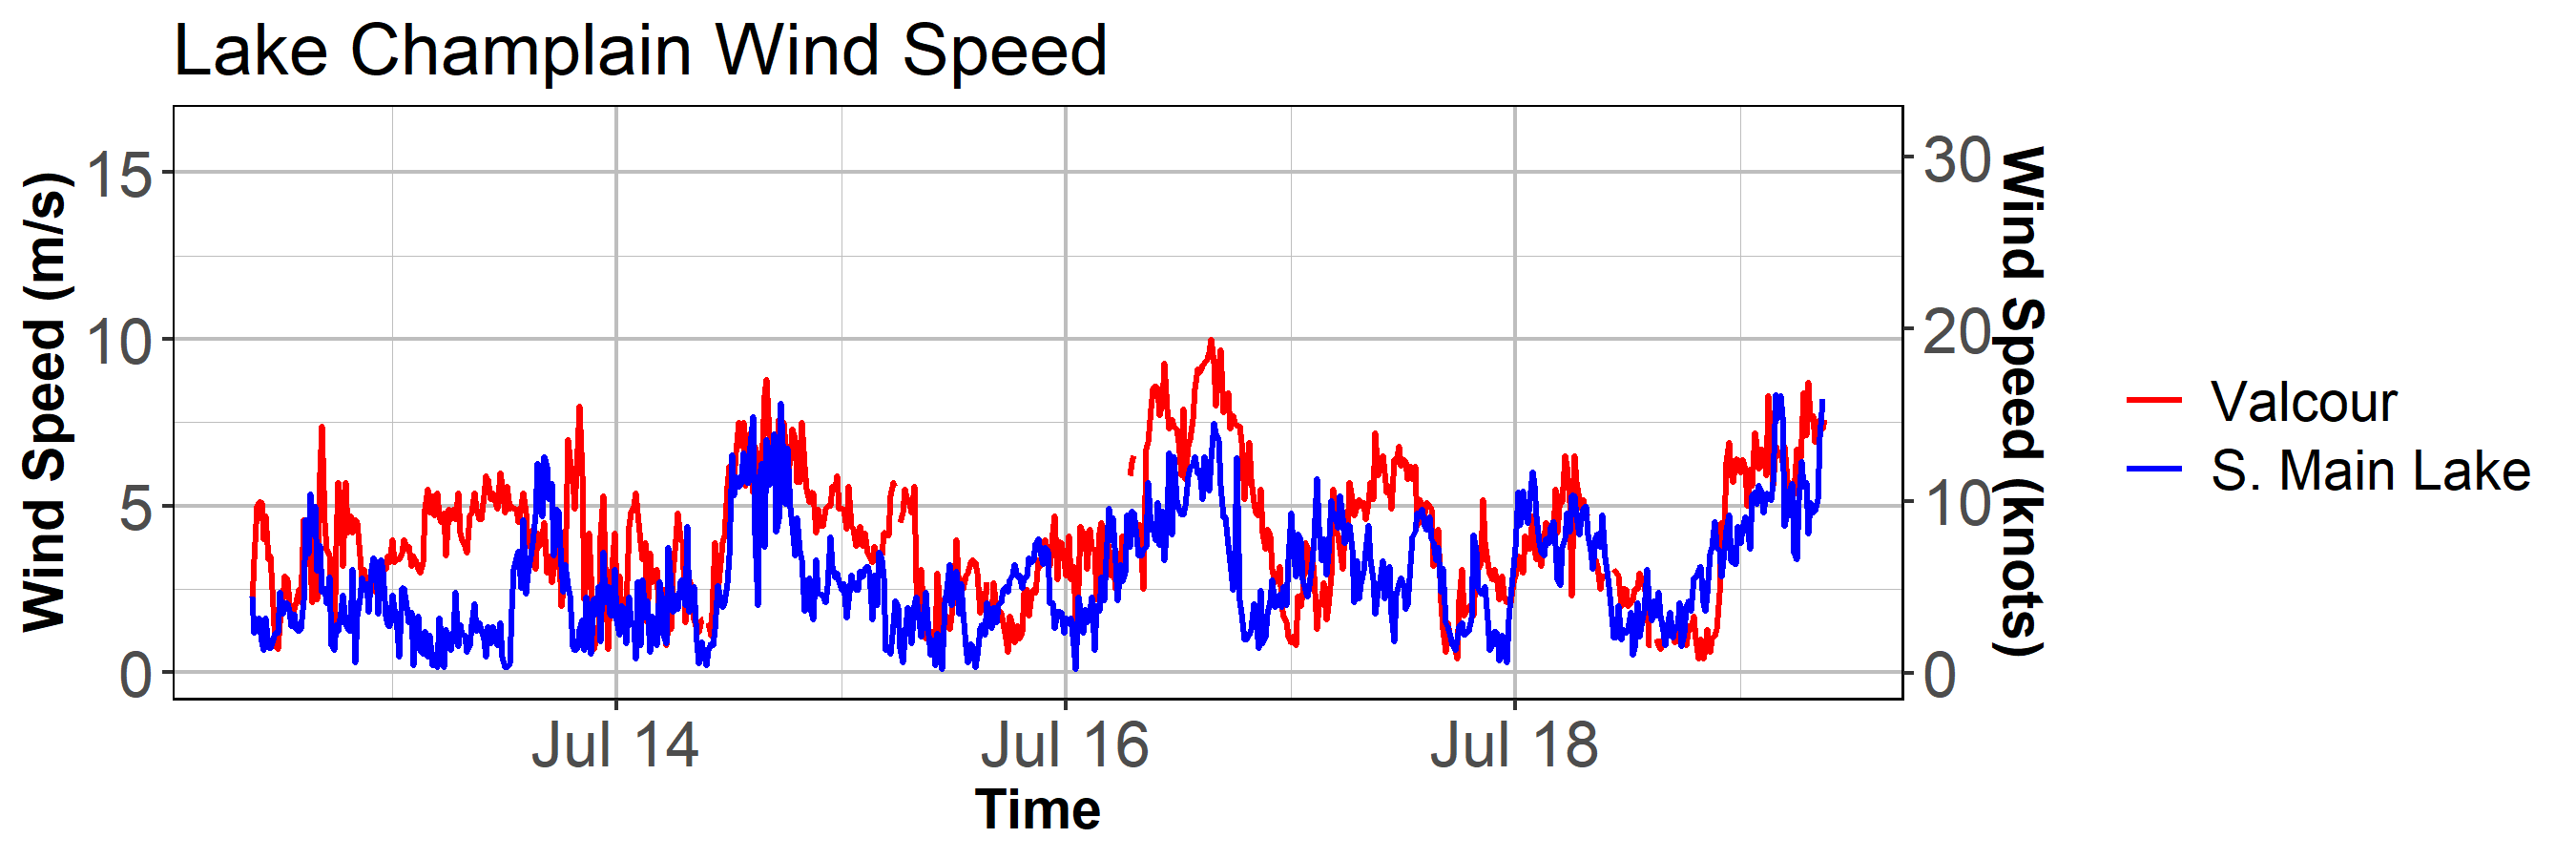 Lake Champlain Wind Speed
Wind Speed (m/s)
15
10
5
0
30
20
10
0
Wind Speed (knots)
Jul 14
Jul 16
Jul 18
Time
Valcour
S. Main Lake